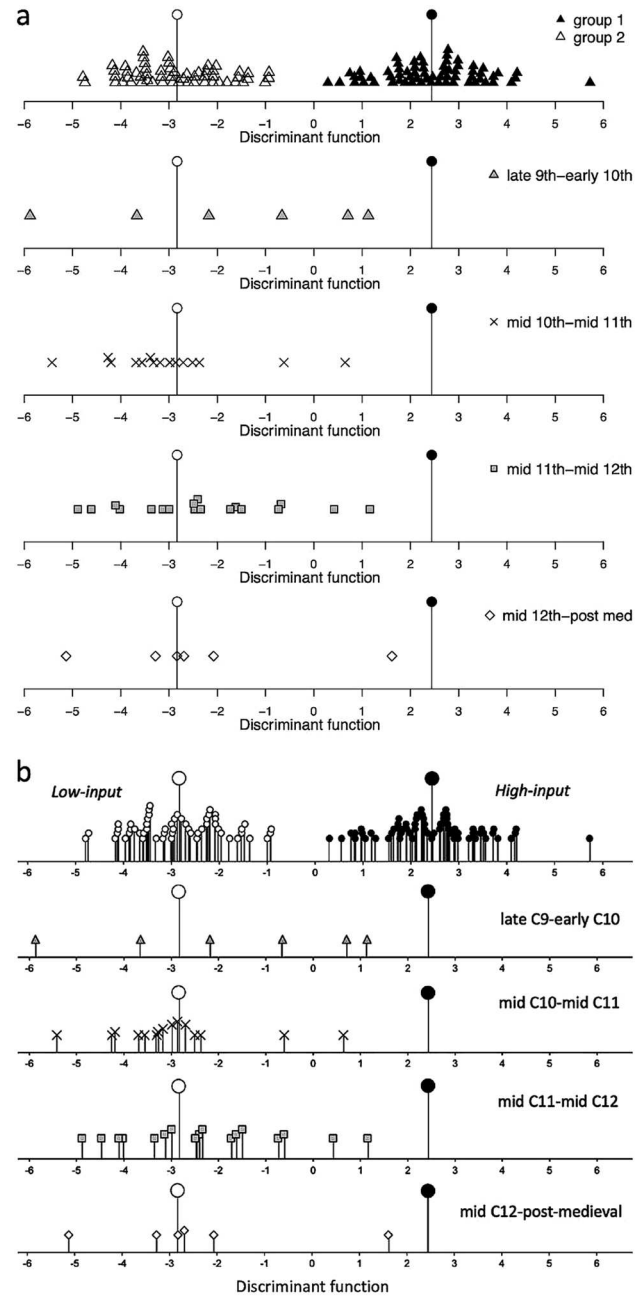 a
group 1
group 2
−6 −5 −4 −3 −2 −1 0 1 2 3 4 5 6
Discriminant function
late 9th−early 10th
−6 −5 −4 −3 −2 −1 0 1 2 3 4 5 6
Discriminant function
mid 10th−mid 11th
−6 −5 −4 −3 −2 −1 0 1 2 3 4 5 6
Discriminant function
mid 11th−mid 12th
−6 −5 −4 −3 −2 −1 0 1 2 3 4 5 6
Discriminant function
mid 12th−post med
−6 −5 −4 −3 −2 −1 0 1 2 3 4 5 6
Discriminant function
b
Low-input High-input
-6 -5 -4 -3 -2 -1 0 1 2 3 4 5 6
late C9-early C10
-6 -5 -4 -3 -2 -1 0 1 2 3 4 5 6
mid C10-mid C11
-6 -5 -4 -3 -2 -1 0 1 2 3 4 5 6
mid C11-mid C12
-6 -5 -4 -3 -2 -1 0 1 2 3 4 5 6
mid C12-post-medieval
-6 -5 -4 -3 -2 -1 0 1 2 3 4 5 6
Discriminant function